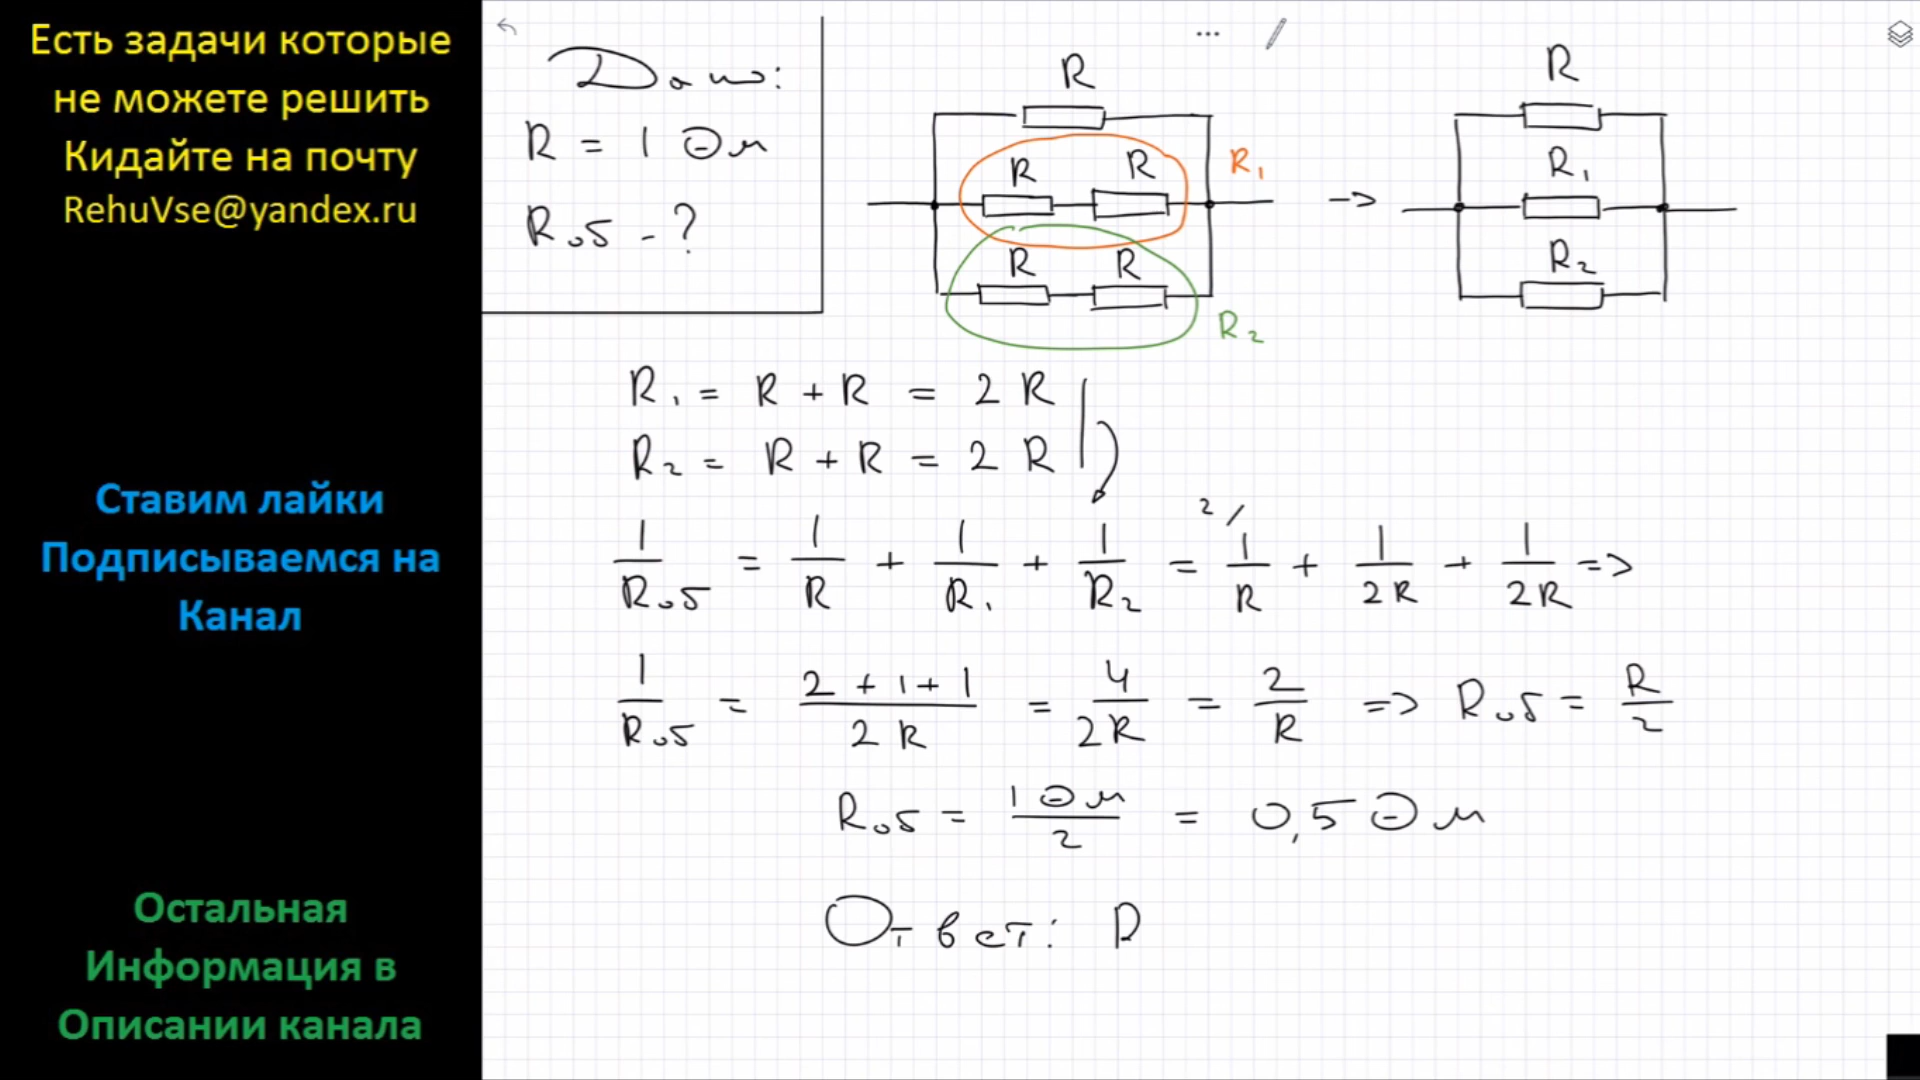 Есть задачи которые
не можете решить
Кидайте на почту
RehuVse@yandex.ru
Ставим лайки
Подписываемся на
Канал
Остальная
Информация в
Описании канала
Дано:
R = 1 Ом
Rоб - ?
R
R R R₁
R R
R₂
->
R
R₁
R₂
R₁ = R + R = 2R
R₂ = R + R = 2R
1/Rоб = 1/R + 1/R₁ + 1/R₂ = ²/ 1/R + 1/2R + 1/2R =>
1/Rоб = (2 + 1 + 1)/2R = 4/2R = 2/R => Rоб = R/2
Rоб = 1 Ом/2 = 0,5 Ом
Ответ: R